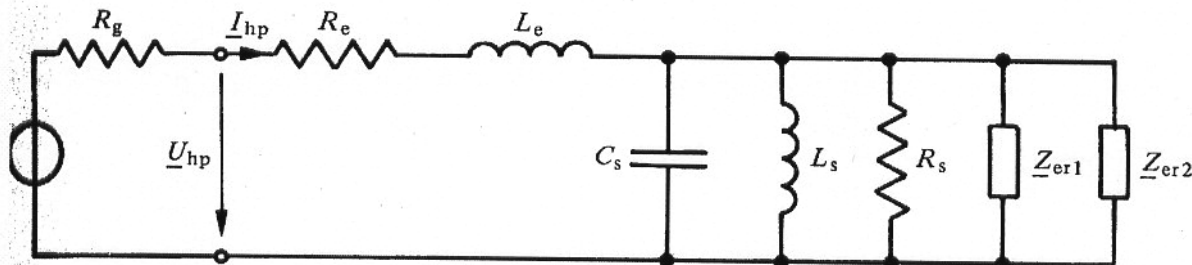 R_g
I_hp
R_e
L_e
U_hp
C_s
L_s
R_s
Z_er1
Z_er2